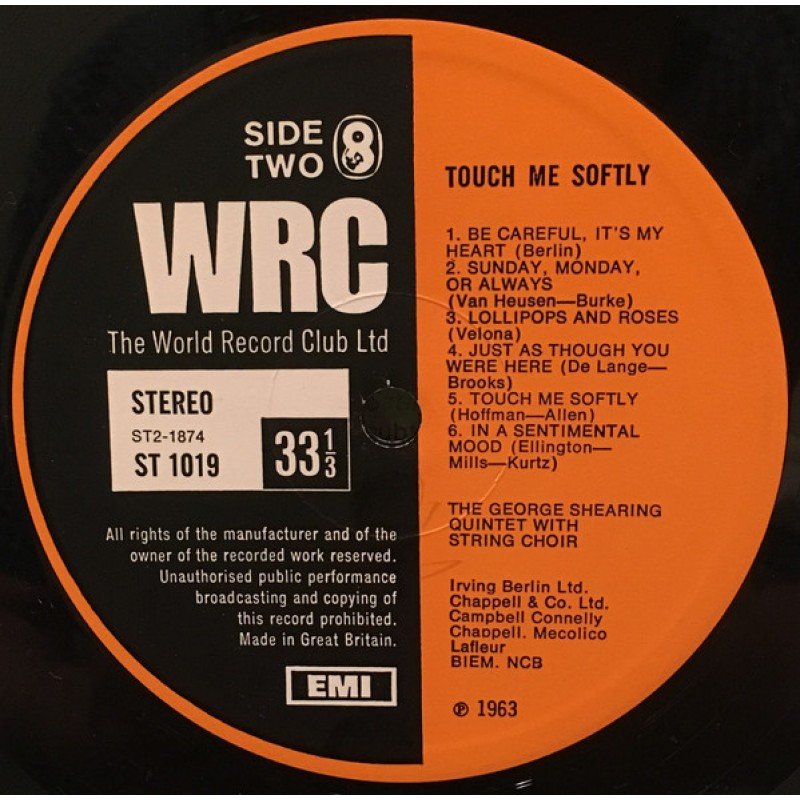 SIDE
TWO
WRC
The World Record Club Ltd
STEREO
ST2-1874
ST 1019
33 1/3
All rights of the manufacturer and of the
owner of the recorded work reserved.
Unauthorised public performance
broadcasting and copying of
this record prohibited.
Made in Great Britain.
EMI
TOUCH ME SOFTLY
1. BE CAREFUL, IT'S MY
HEART (Berlin)
2. SUNDAY, MONDAY,
OR ALWAYS
(Van Heusen—Burke)
3. LOLLIPOPS AND ROSES
(Velona)
4. JUST AS THOUGH YOU
WERE HERE (De Lange—
Brooks)
5. TOUCH ME SOFTLY
(Hoffman—Allen)
6. IN A SENTIMENTAL
MOOD (Ellington—
Mills—Kurtz)
THE GEORGE SHEARING
QUINTET WITH
STRING CHOIR
Irving Berlin Ltd.
Chappell & Co. Ltd.
Campbell Connelly
Chappell. Mecolico
Lafleur
BIEM. NCB
℗ 1963